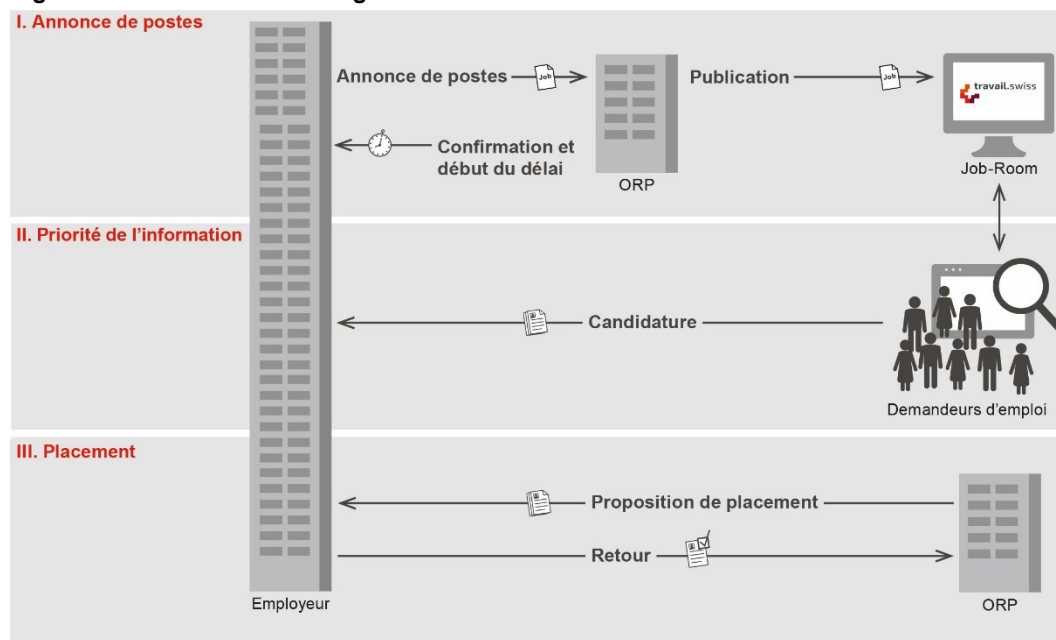 I. Annonce de postes
Annonce de postes
Job
Publication
Job
travail.swiss
Confirmation et
début du délai
ORP
Job-Room
II. Priorité de l'information
Candidature
Demandeurs d'emploi
III. Placement
Proposition de placement
Retour
Employeur
ORP